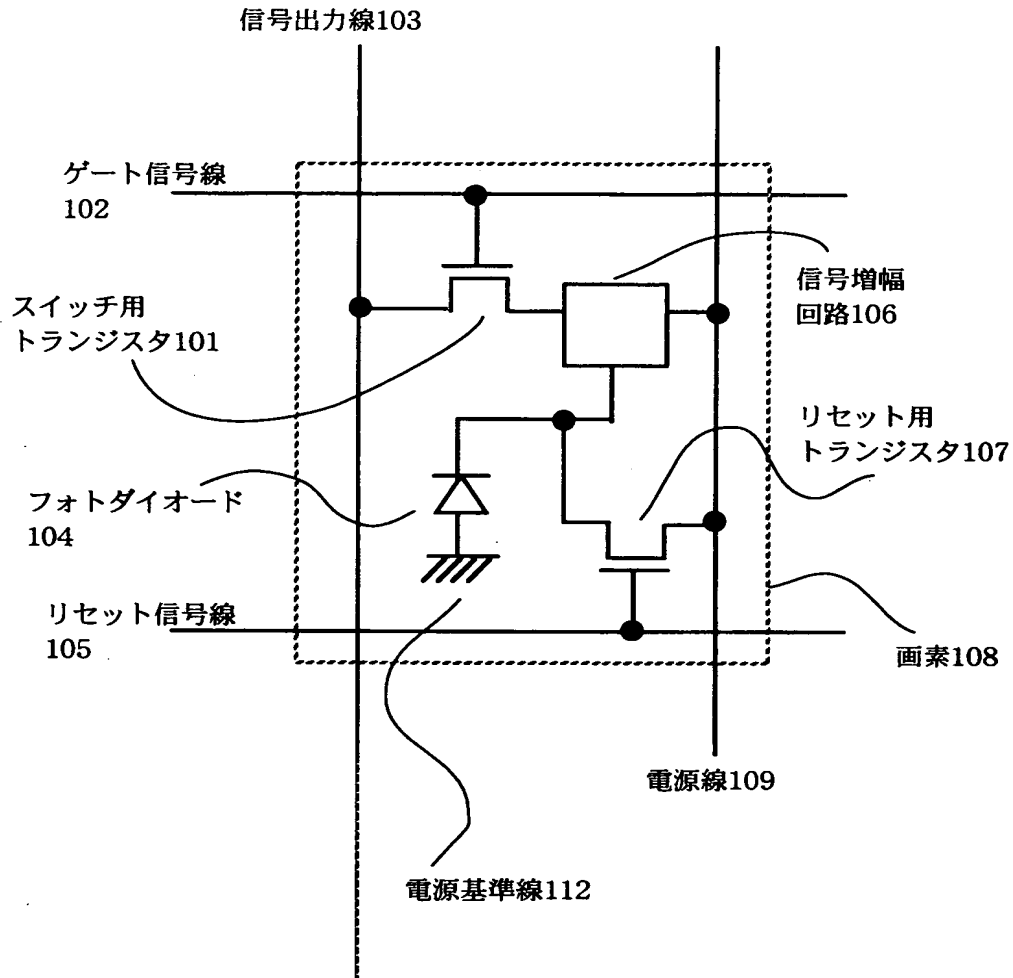 信号出力線103
ゲート信号線
102
スイッチ用
トランジスタ101
信号増幅
回路106
リセット用
トランジスタ107
フォトダイオード
104
リセット信号線
105
画素108
電源線109
電源基準線112